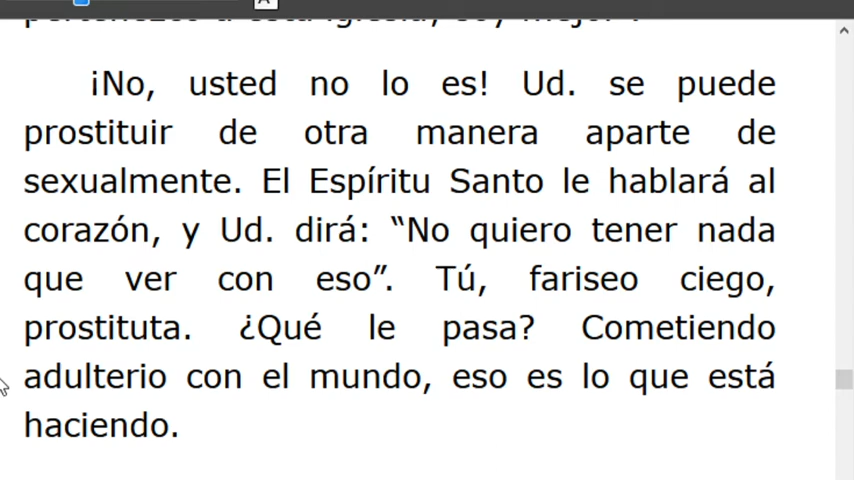 ¡No, usted no lo es! Ud. se puede
prostituir de otra manera aparte de
sexualmente. El Espíritu Santo le hablará al
corazón, y Ud. dirá: “No quiero tener nada
que ver con eso”. Tú, fariseo ciego,
prostituta. ¿Qué le pasa? Cometiendo
adulterio con el mundo, eso es lo que está
haciendo.